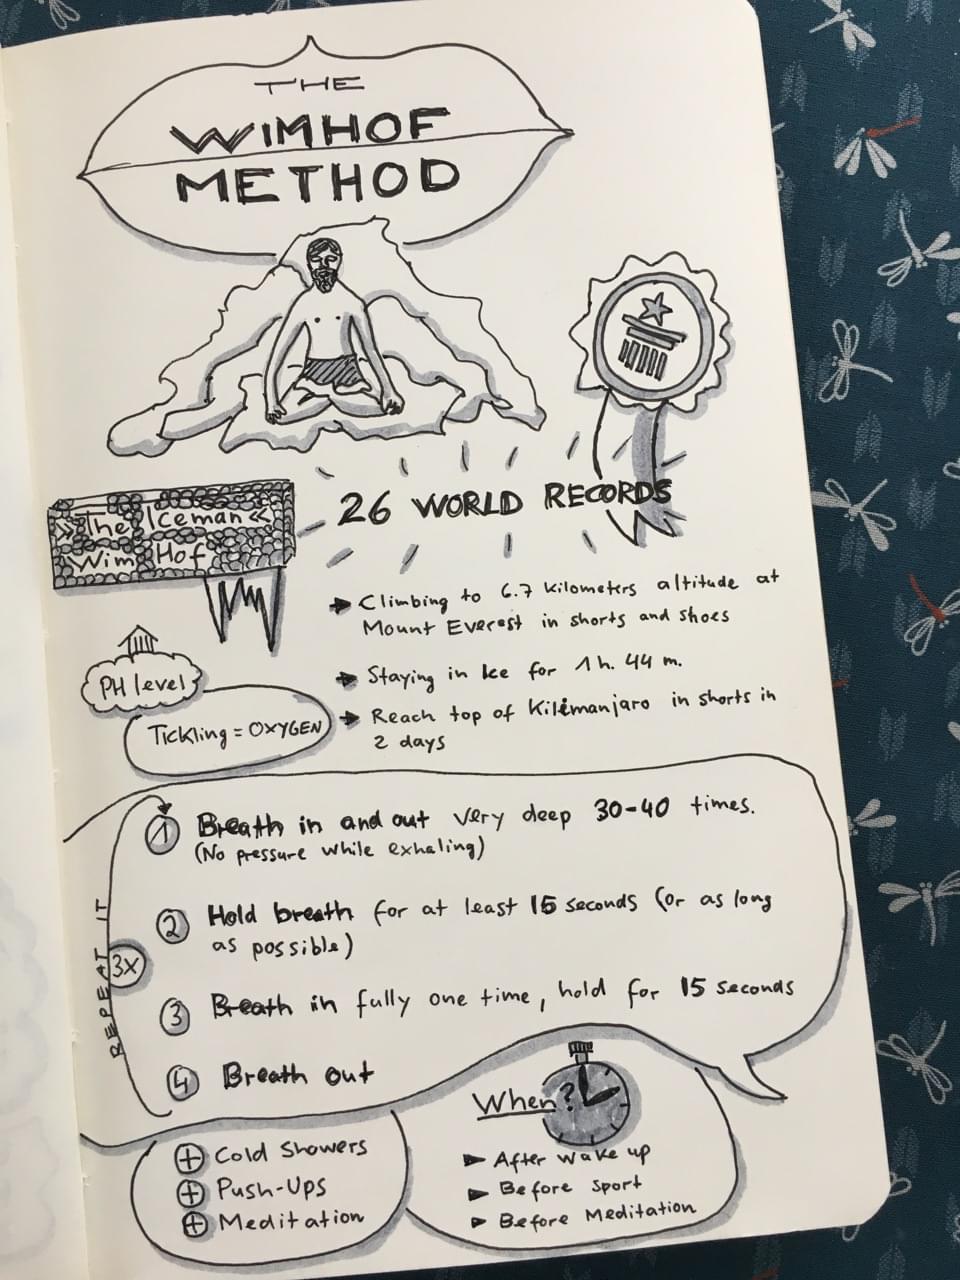 THE
WIMHOF
METHOD
26 WORLD RECORDS
» The Iceman «
Wim Hof
→ Climbing to 6.7 kilometers altitude at
Mount Everest in shorts and shoes
→ Staying in Ice for 1h. 44 m.
→ Reach top of Kilimanjaro in shorts in
2 days
PH level
Tickling = OXYGEN
1 Breath in and out very deep 30-40 times.
(No pressure while exhaling)
2 Hold breath for at least 15 seconds (or as long
as possible)
3 Breath in fully one time, hold for 15 seconds
4 Breath out
REPEAT IT
3x
+ Cold Showers
+ Push-Ups
+ Meditation
When?
► After wake up
► Before sport
► Before Meditation